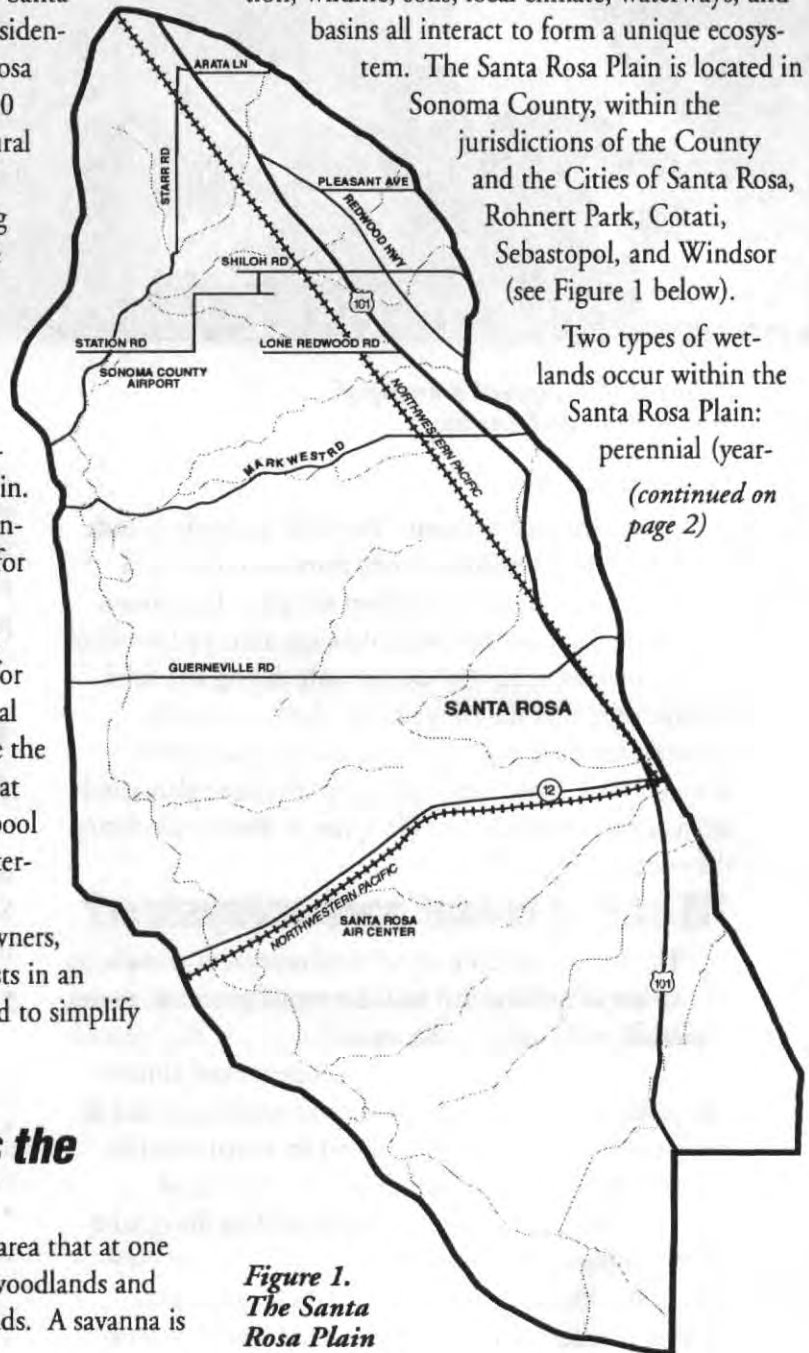 Santa
siden-
osa
0
ural
g
-
in.
n-
for
or
al
e the
at
pool
ter-
wners,
sts in an
d to simplify
the
area that at one
woodlands and
ds. A savanna is
tion, wildlife, soils, local climate, waterways, and
basins all interact to form a unique ecosys-
tem. The Santa Rosa Plain is located in
Sonoma County, within the
jurisdictions of the County
and the Cities of Santa Rosa,
Rohnert Park, Cotati,
Sebastopol, and Windsor
(see Figure 1 below).
Two types of wet-
lands occur within the
Santa Rosa Plain:
perennial (year-
(continued on
page 2)
ARATA LN
STARR RD
PLEASANT AVE
REDWOOD HWY
SHILOH RD
101
STATION RD
LONE REDWOOD RD
SONOMA COUNTY
AIRPORT
NORTHWESTERN PACIFIC
MARK WEST RD
GUERNEVILLE RD
SANTA ROSA
12
NORTHWESTERN PACIFIC
SANTA ROSA
AIR CENTER
101
Figure 1.
The Santa
Rosa Plain